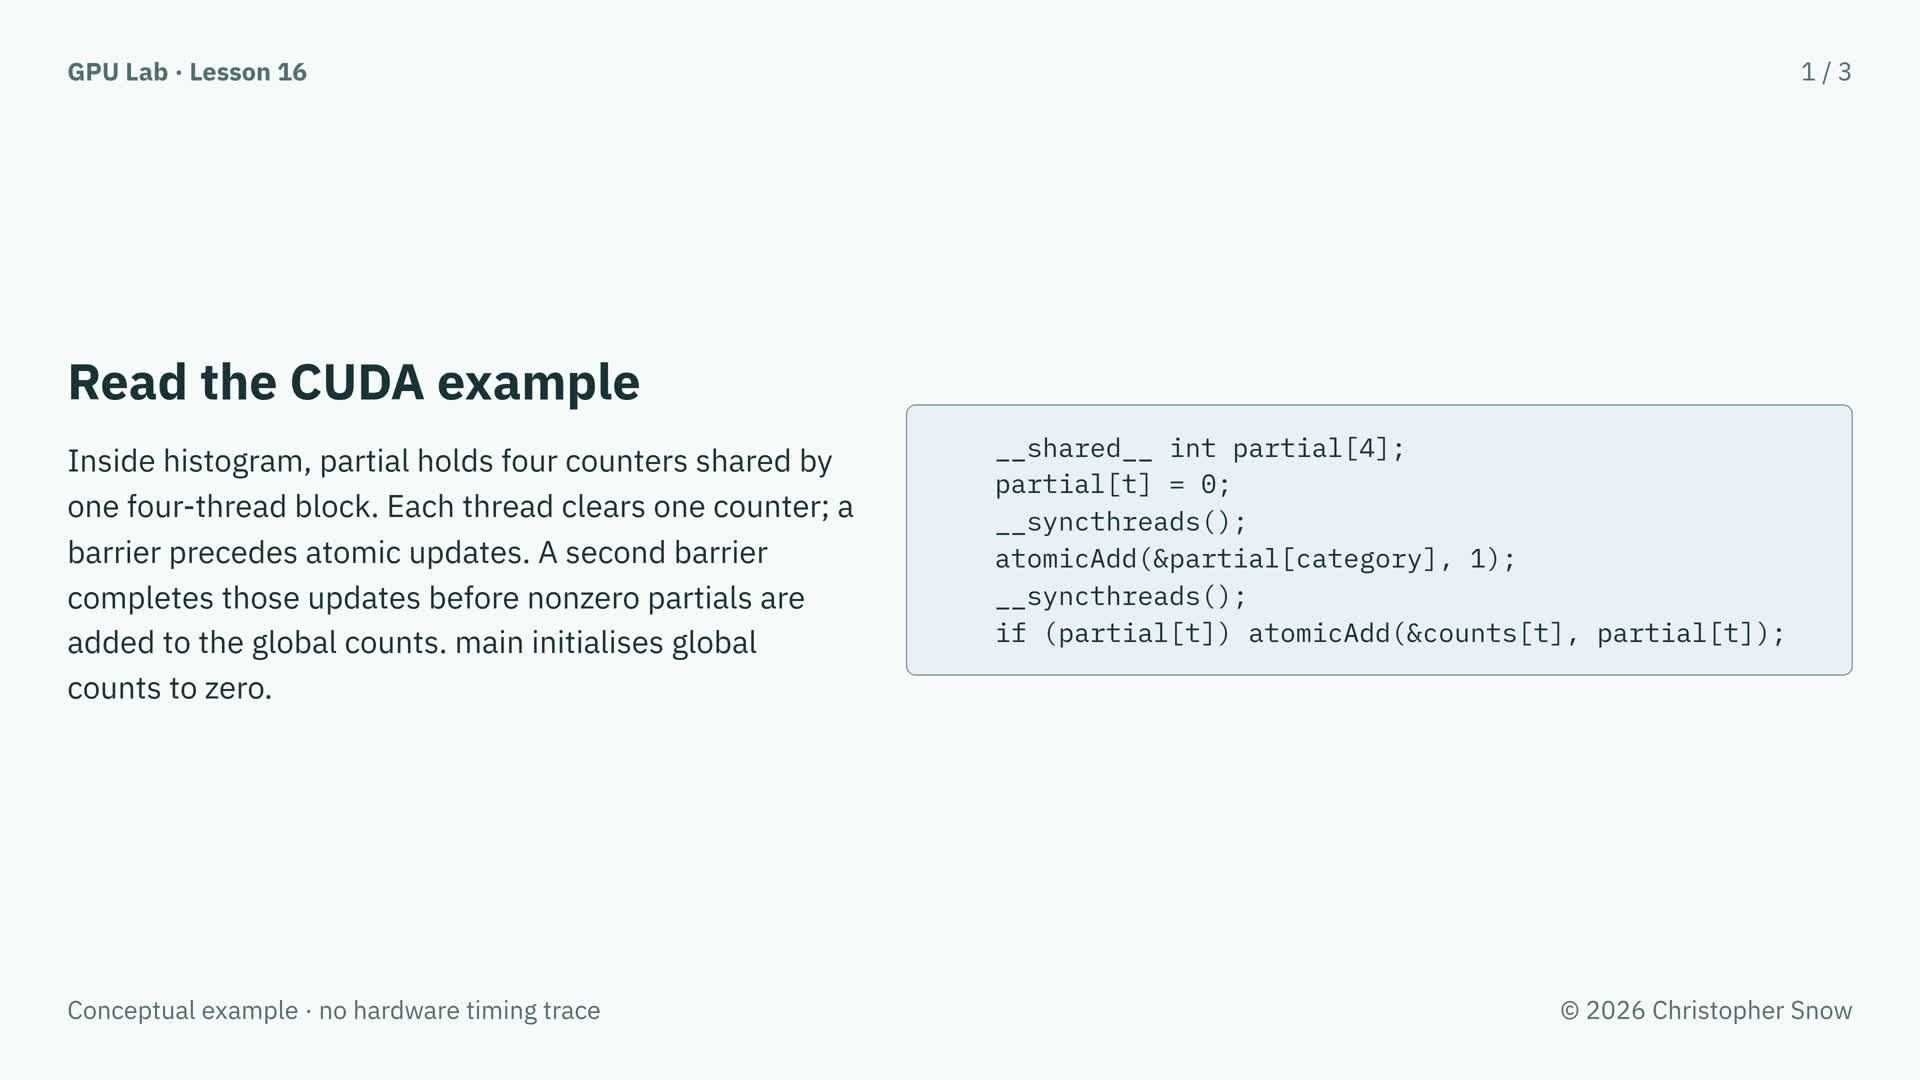 GPU Lab · Lesson 16
1 / 3
Read the CUDA example
Inside histogram, partial holds four counters shared by
one four-thread block. Each thread clears one counter; a
barrier precedes atomic updates. A second barrier
completes those updates before nonzero partials are
added to the global counts. main initialises global
counts to zero.
__shared__ int partial[4];
partial[t] = 0;
__syncthreads();
atomicAdd(&partial[category], 1);
__syncthreads();
if (partial[t]) atomicAdd(&counts[t], partial[t]);
Conceptual example · no hardware timing trace
© 2026 Christopher Snow